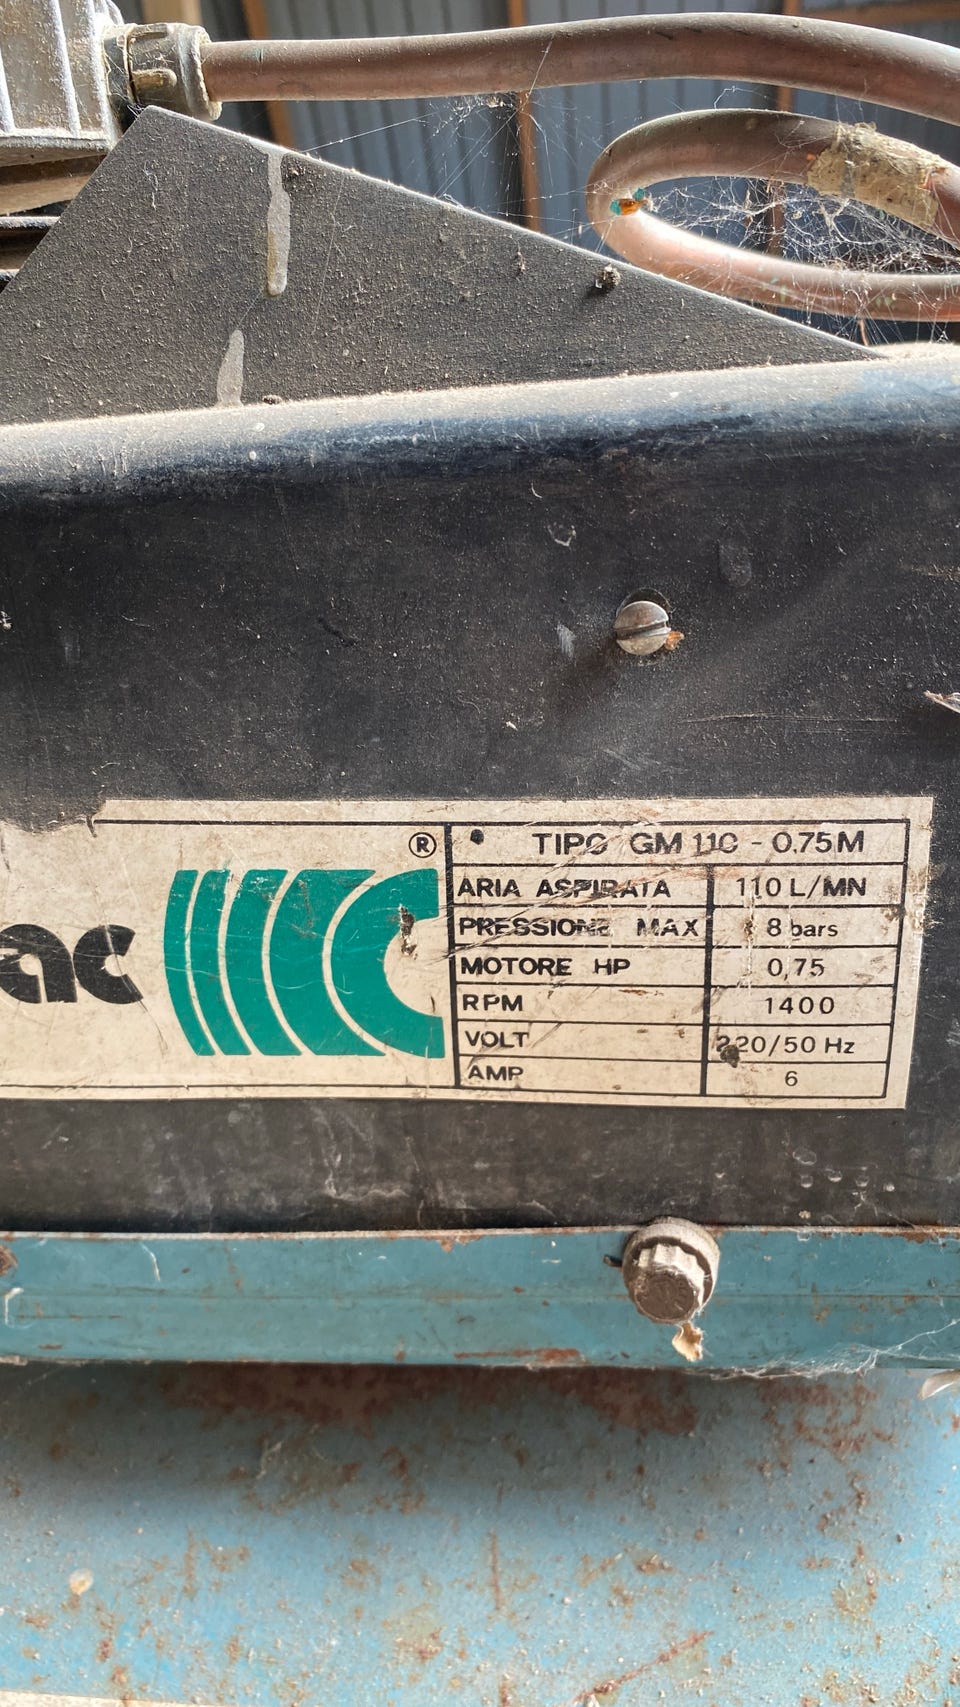 ac
®
TIPO GM 110 - 0.75M
ARIA ASPIRATA 110 L/MN
PRESSIONE MAX 8 bars
MOTORE HP 0,75
RPM 1400
VOLT 220/50 Hz
AMP 6